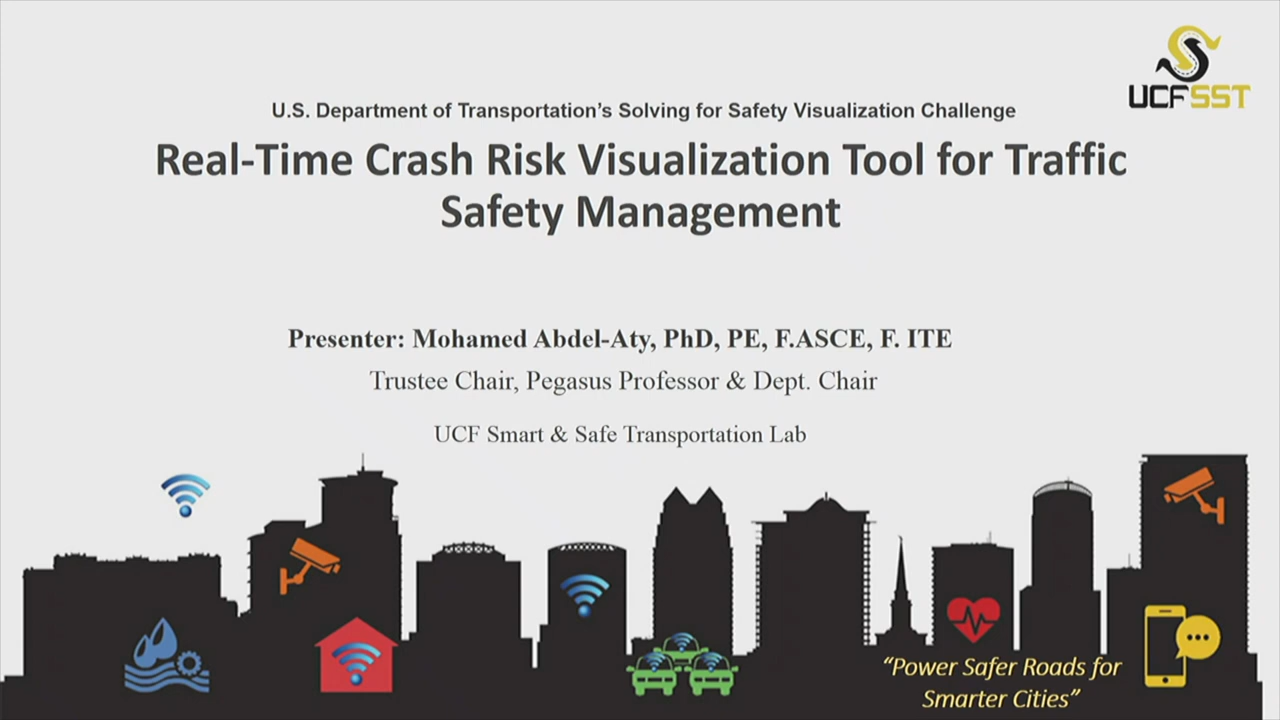 UCFSST
U.S. Department of Transportation's Solving for Safety Visualization Challenge
Real-Time Crash Risk Visualization Tool for Traffic
Safety Management
Presenter: Mohamed Abdel-Aty, PhD, PE, F.ASCE, F. ITE
Trustee Chair, Pegasus Professor & Dept. Chair
UCF Smart & Safe Transportation Lab
“Power Safer Roads for
Smarter Cities”